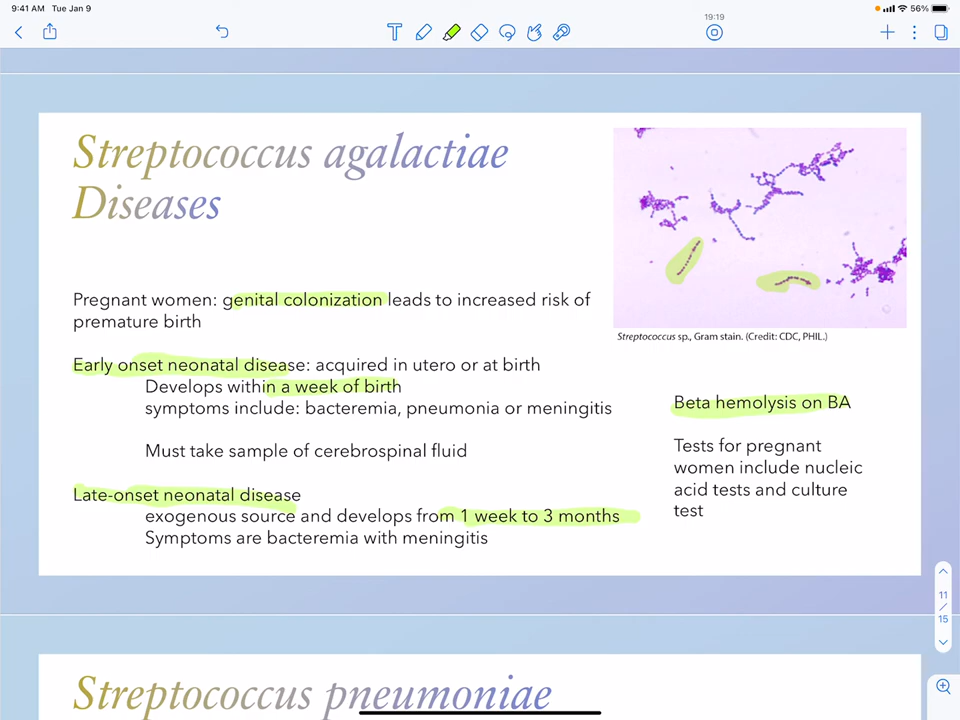 9:41 AM Tue Jan 9
56%
19:19
Streptococcus agalactiae
Diseases
Pregnant women: genital colonization leads to increased risk of
premature birth
Early onset neonatal disease: acquired in utero or at birth
Develops within a week of birth
symptoms include: bacteremia, pneumonia or meningitis
Must take sample of cerebrospinal fluid
Late-onset neonatal disease
exogenous source and develops from 1 week to 3 months
Symptoms are bacteremia with meningitis
Streptococcus sp., Gram stain. (Credit: CDC, PHIL.)
Beta hemolysis on BA
Tests for pregnant
women include nucleic
acid tests and culture
test
11
/
15
Streptococcus pneumoniae